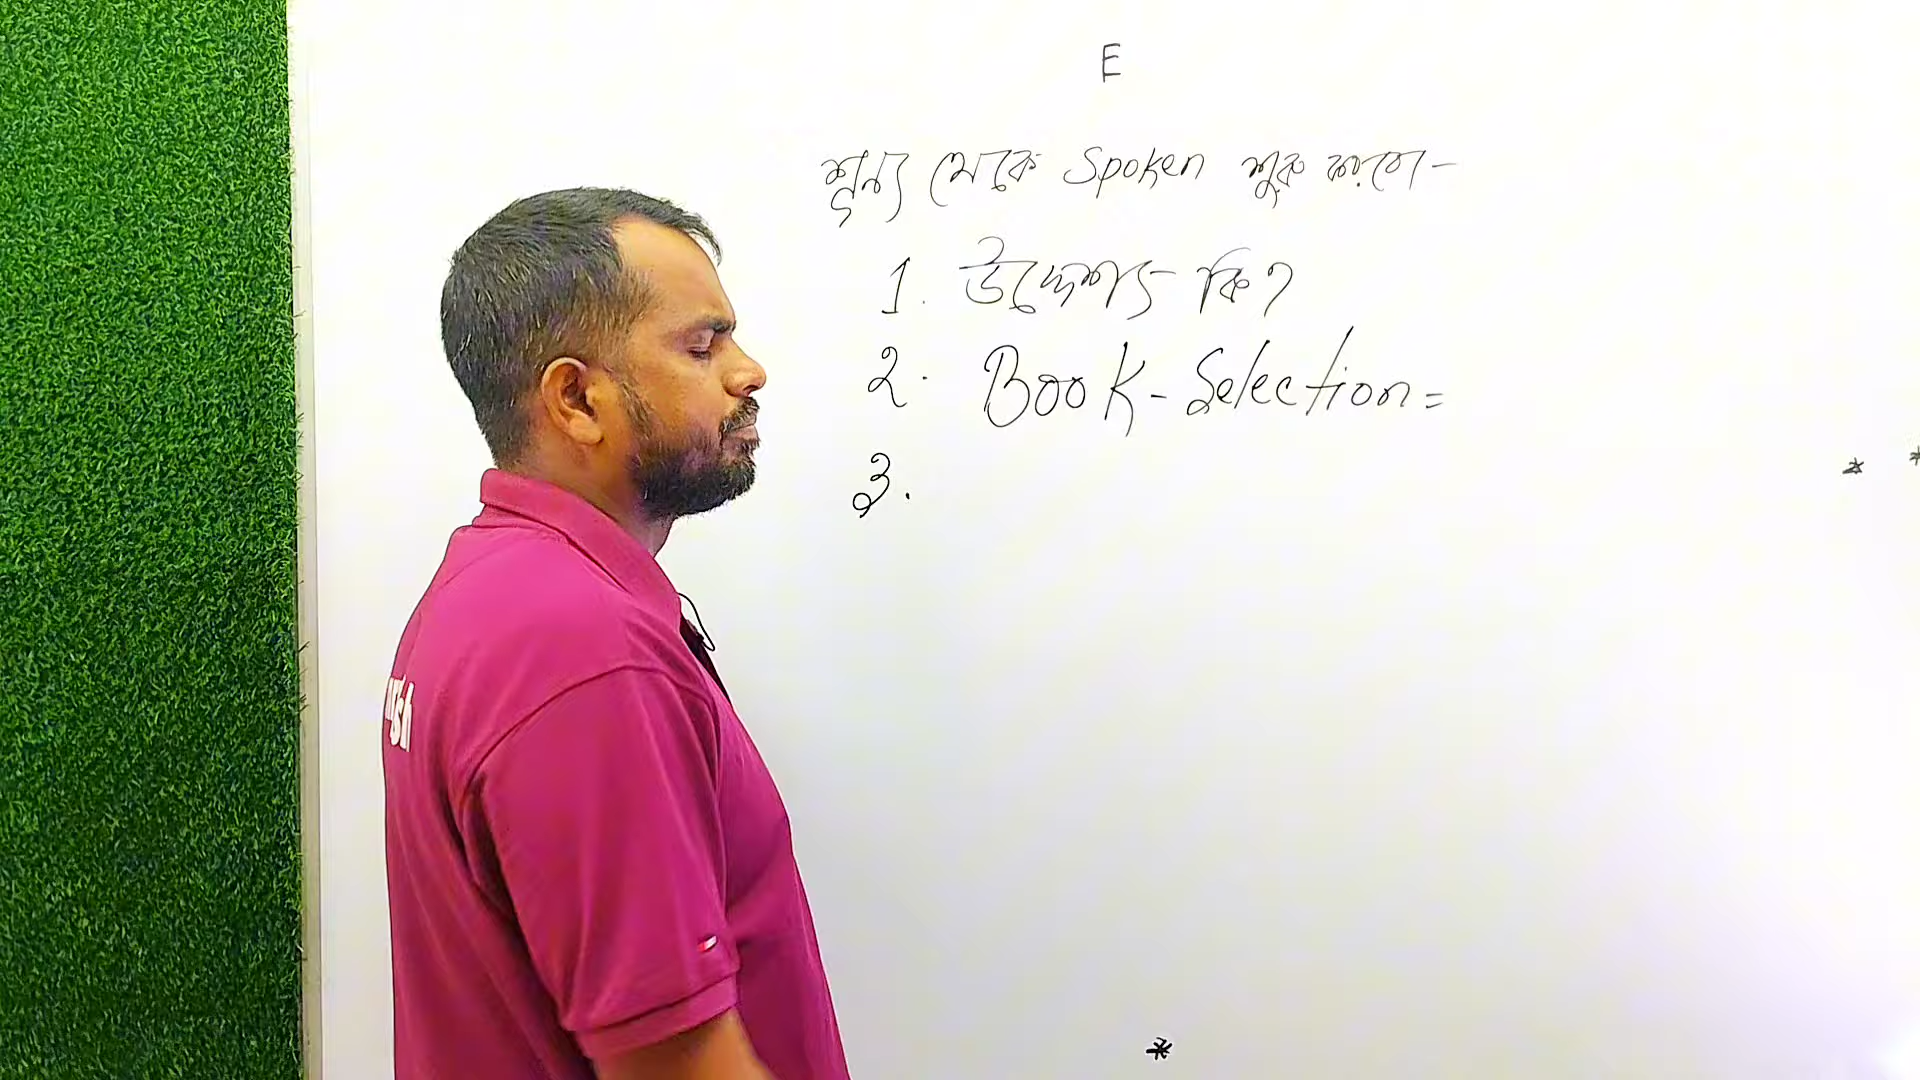 E
শূন্য থেকে Spoken শুরু করবো-
1. উদ্দেশ্য কি?
2. Book-Selection=
3.